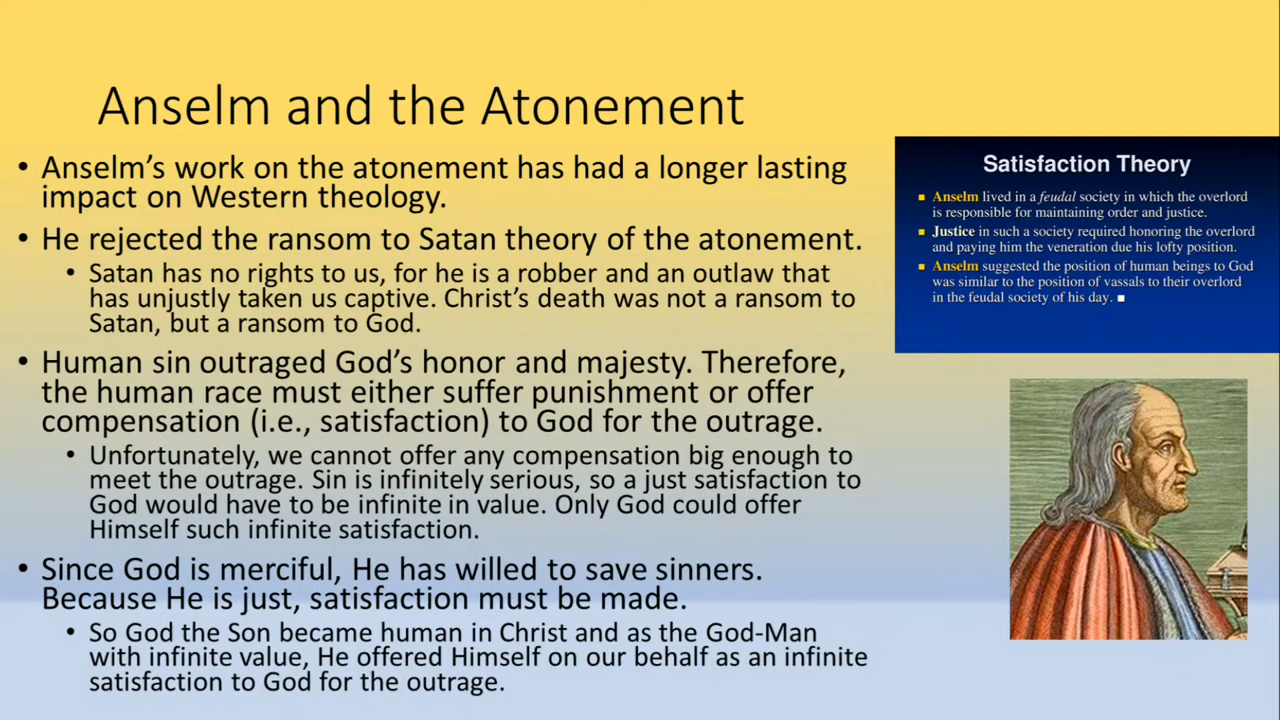 Anselm and the Atonement
• Anselm's work on the atonement has had a longer lasting
impact on Western theology.
• He rejected the ransom to Satan theory of the atonement.
• Satan has no rights to us, for he is a robber and an outlaw that
has unjustly taken us captive. Christ's death was not a ransom to
Satan, but a ransom to God.
• Human sin outraged God's honor and majesty. Therefore,
the human race must either suffer punishment or offer
compensation (i.e., satisfaction) to God for the outrage.
• Unfortunately, we cannot offer any compensation big enough to
meet the outrage. Sin is infinitely serious, so a just satisfaction to
God would have to be infinite in value. Only God could offer
Himself such infinite satisfaction.
• Since God is merciful, He has willed to save sinners.
Because He is just, satisfaction must be made.
• So God the Son became human in Christ and as the God-Man
with infinite value, He offered Himself on our behalf as an infinite
satisfaction to God for the outrage.
Satisfaction Theory
■ Anselm lived in a feudal society in which the overlord
is responsible for maintaining order and justice.
■ Justice in such a society required honoring the overlord
and paying him the veneration due his lofty position.
■ Anselm suggested the position of human beings to God
was similar to the position of vassals to their overlord
in the feudal society of his day. ■